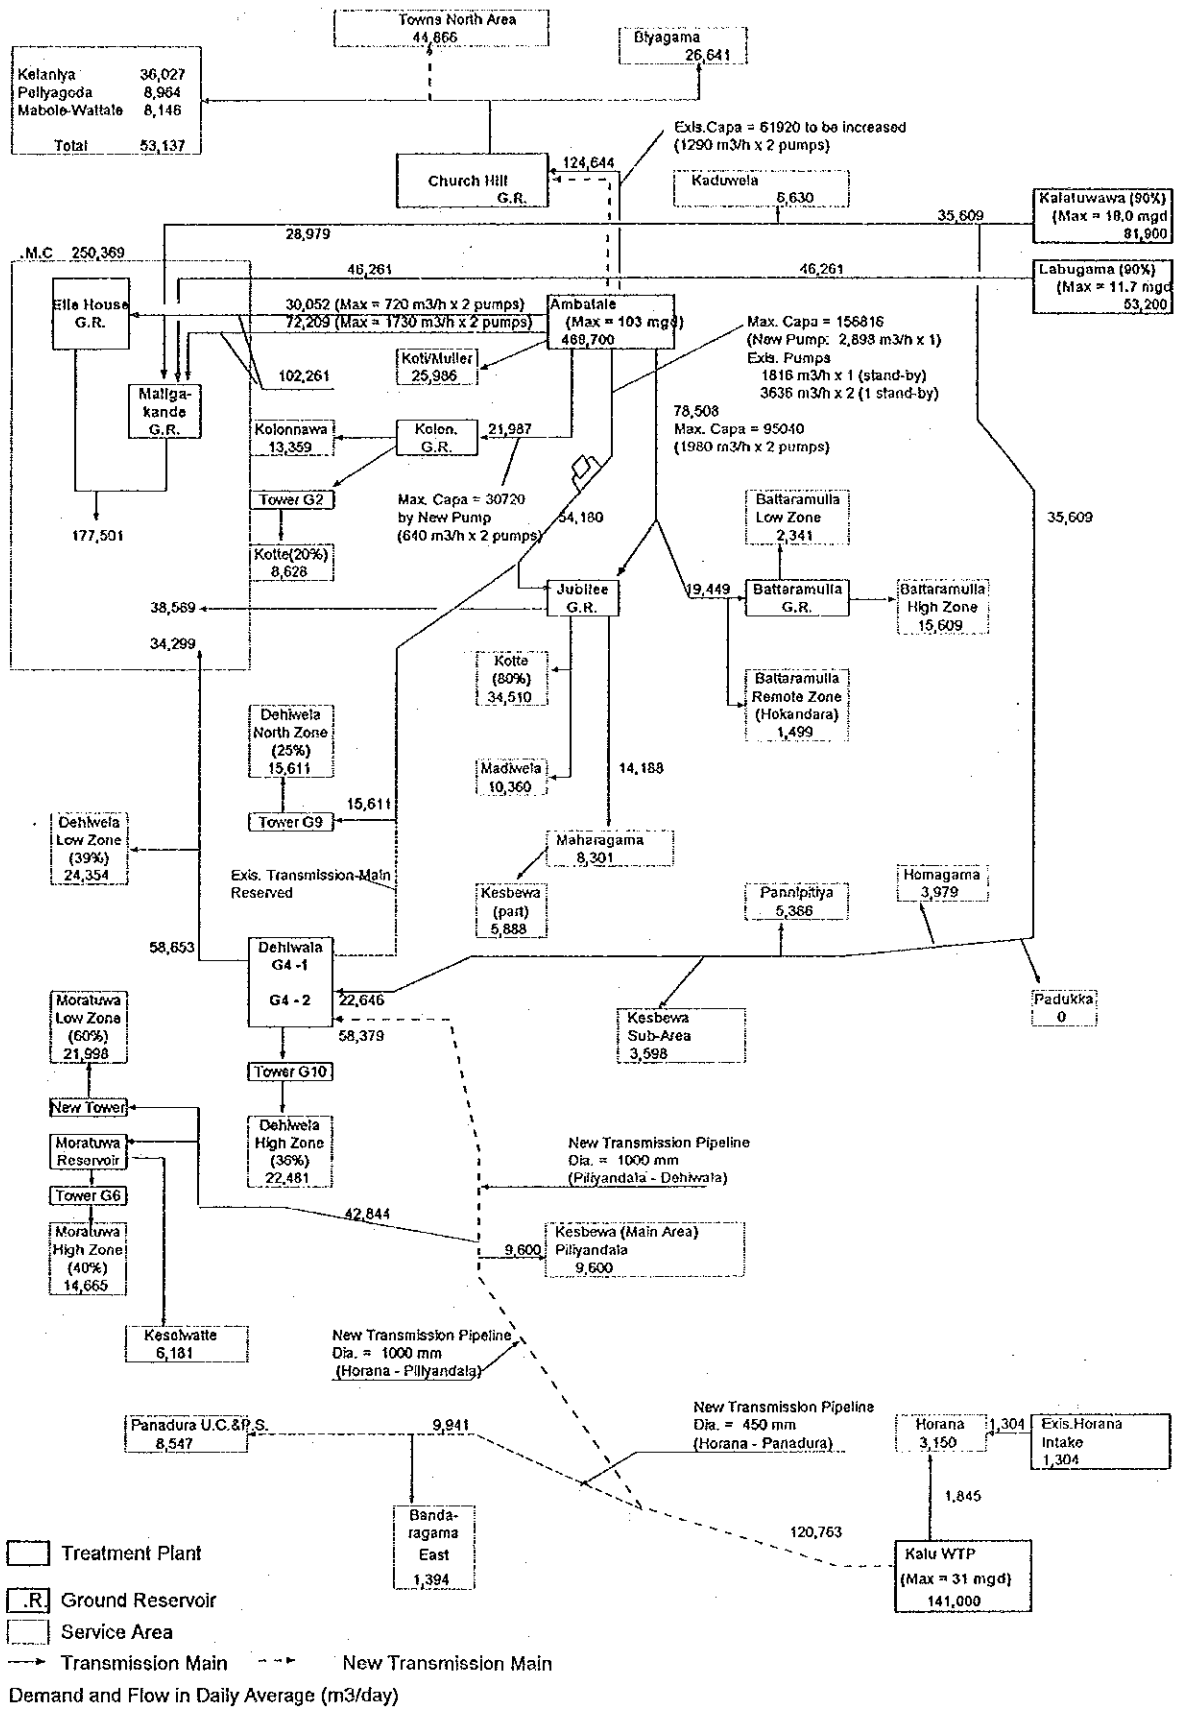 Towns North Area
44,866
Biyagama
26,641
Kelaniya 36,027
Peliyagoda 8,964
Mabole-Wattale 8,146
Total 53,137
Exis.Capa = 61920 to be increased
(1290 m3/h x 2 pumps)
124,644
Church Hill
G.R.
Kaduwela
6,630
Kalatuwawa (90%)
(Max = 18.0 mgd
81,900
35,609
28,979
.M.C 250,369
46,261
46,261
Labugama (90%)
(Max = 11.7 mgd
53,200
Elie House
G.R.
30,052 (Max = 720 m3/h x 2 pumps)
72,209 (Max = 1730 m3/h x 2 pumps)
Ambatale
(Max = 103 mgd)
468,700
Max. Capa = 156816
(New Pump: 2,898 m3/h x 1)
Exis. Pumps
1816 m3/h x 1 (stand-by)
3636 m3/h x 2 (1 stand-by)
Koti/Muller
25,986
102,261
Maliga-
kande
G.R.
78,508
Max. Capa = 95040
(1980 m3/h x 2 pumps)
Kolonnawa
13,359
Kolon.
G.R.
21,987
Tower G2
Max. Capa = 30720
by New Pump
(640 m3/h x 2 pumps)
54,180
Battaramulla
Low Zone
2,341
35,609
177,501
Kotte(20%)
8,628
38,569
Jubilee
G.R.
19,449
Battaramulla
G.R.
Battaramulla
High Zone
15,609
34,299
Kotte
(80%)
34,510
Battaramulla
Remote Zone
(Hokandara)
1,499
Dehiwela
North Zone
(25%)
15,611
Madiwela
10,360
14,188
15,611
Tower G9
Dehiwela
Low Zone
(39%)
24,354
Maharagama
8,301
Exis. Transmission-Main
Reserved
Kesbewa
(part)
5,888
Pannipitiya
5,386
Homagama
3,979
58,653
Dehiwala
G4 -1
G4 - 2
22,646
58,379
Padukka
0
Moratuwa
Low Zone
(60%)
21,998
Kesbewa
Sub-Area
3,598
Tower G10
New Tower
Dehiwela
High Zone
(36%)
22,481
Moratuwa
Reservoir
New Transmission Pipeline
Dia. = 1000 mm
(Piliyandala - Dehiwala)
Tower G6
42,844
Moratuwa
High Zone
(40%)
14,665
9,600
Kesbewa (Main Area)
Piliyandala
9,600
Keselwatte
6,181
New Transmission Pipeline
Dia. = 1000 mm
(Horana - Piliyandala)
Panadura U.C.&P.S.
8,547
9,941
New Transmission Pipeline
Dia. = 450 mm
(Horana - Panadura)
Horana
3,150
1,304
Exis.Horana
Intake
1,304
1,845
Banda-
ragama
East
1,394
120,763
Kalu WTP
(Max = 31 mgd)
141,000
Treatment Plant
.R. Ground Reservoir
Service Area
Transmission Main New Transmission Main
Demand and Flow in Daily Average (m3/day)